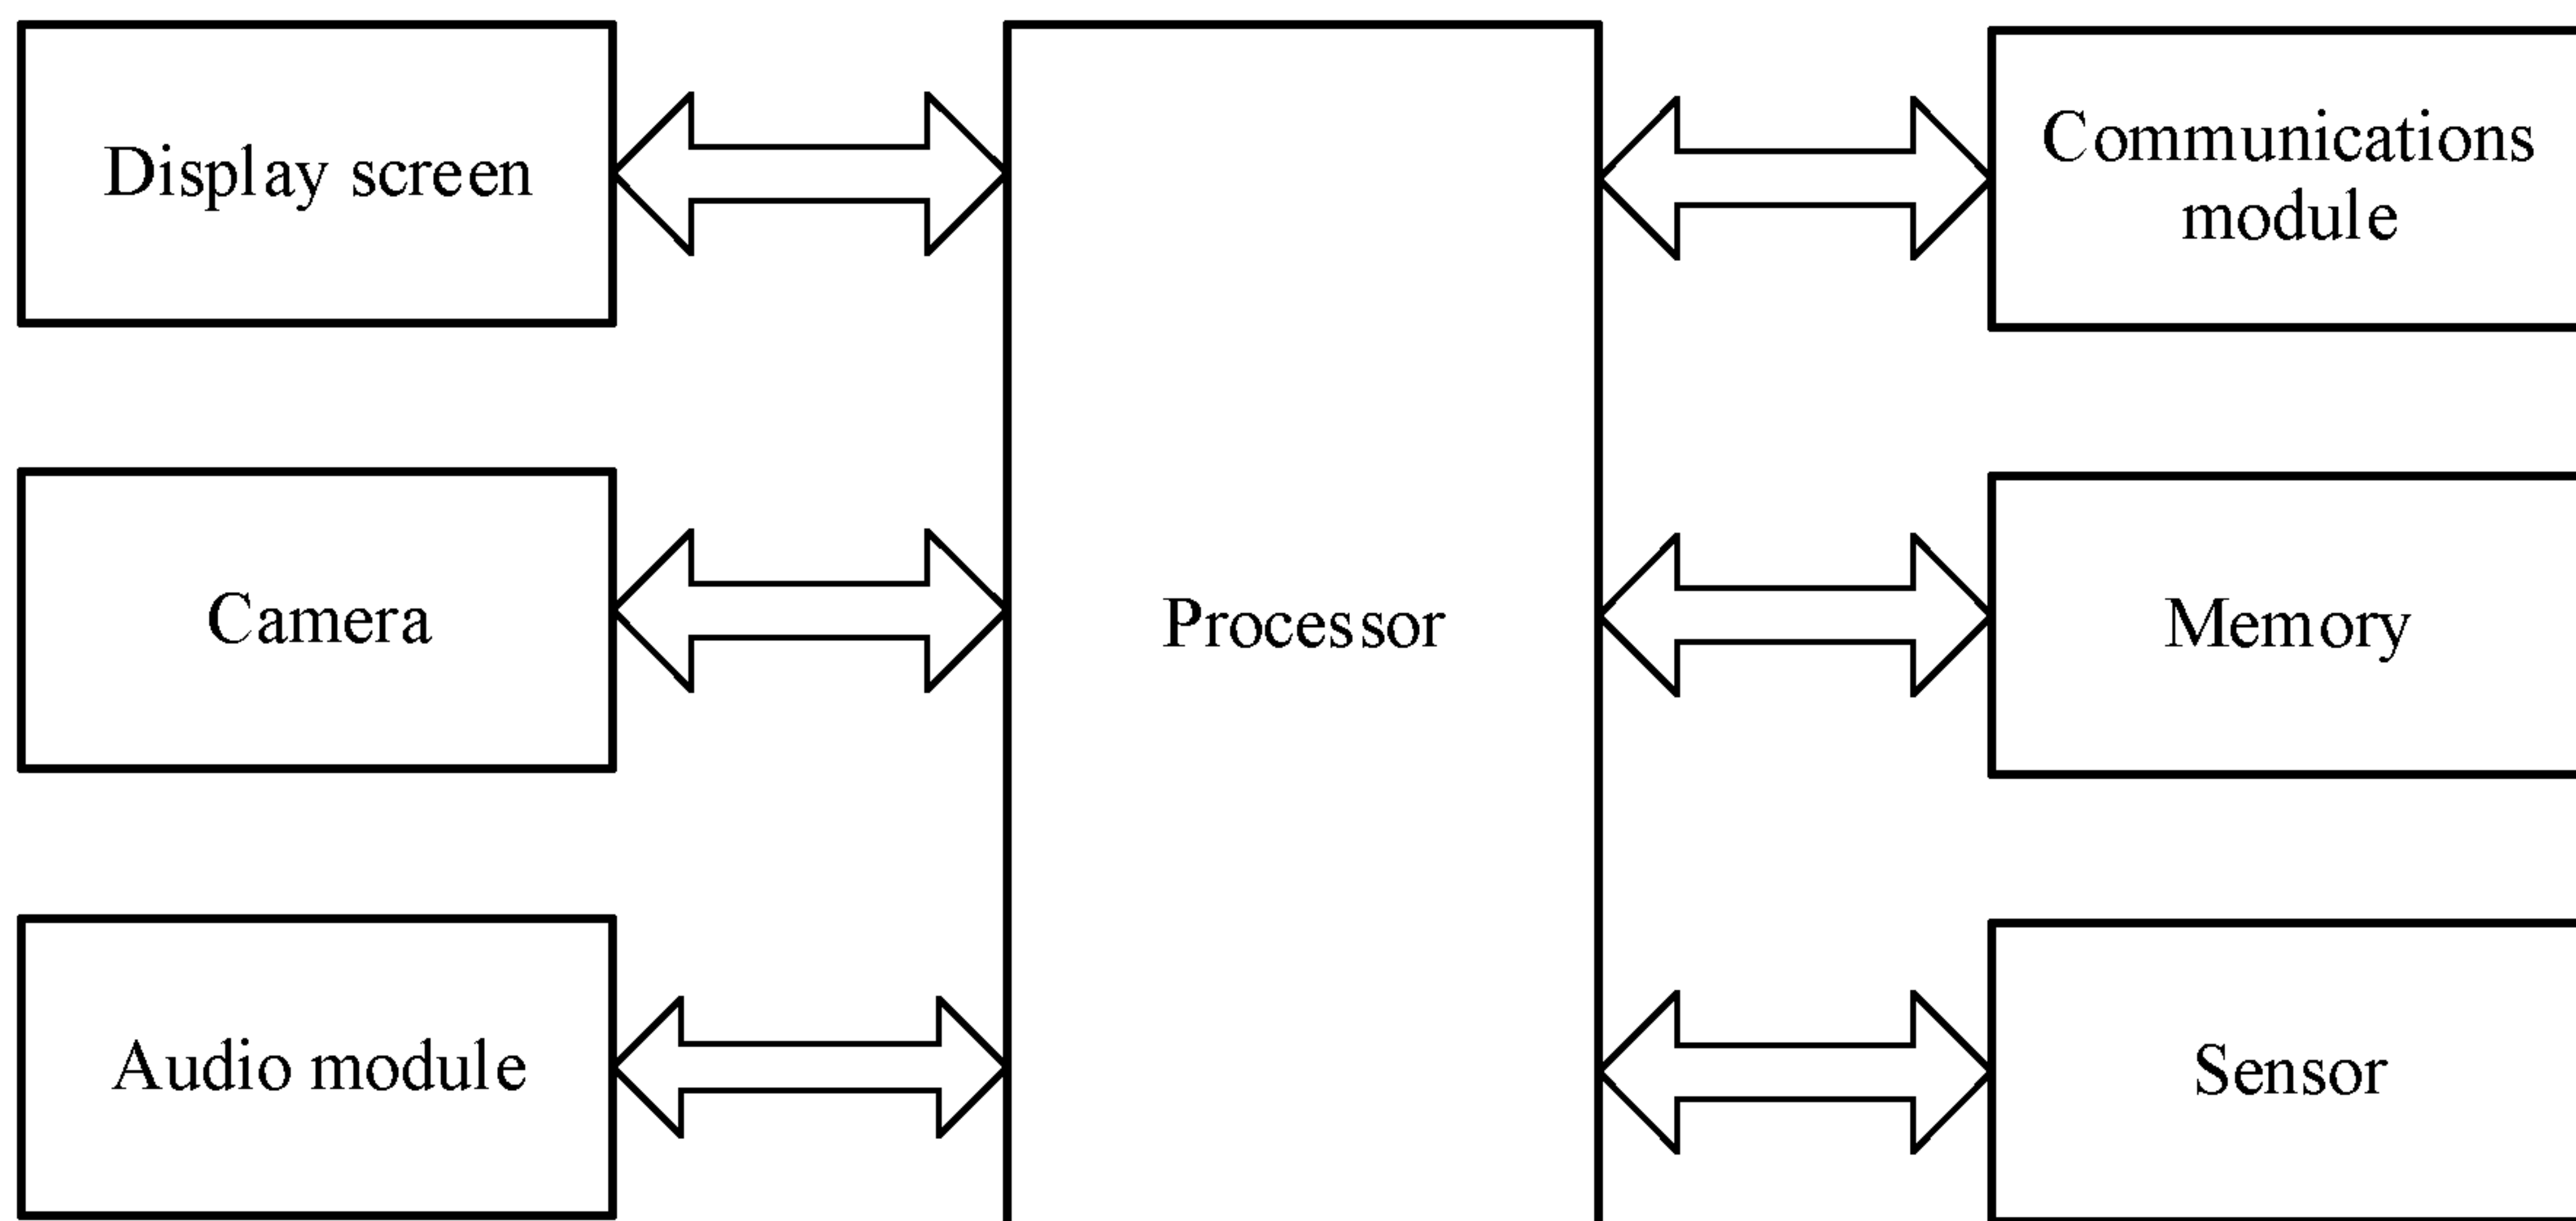 Display screen
Communications
module
Camera
Processor
Memory
Audio module
Sensor